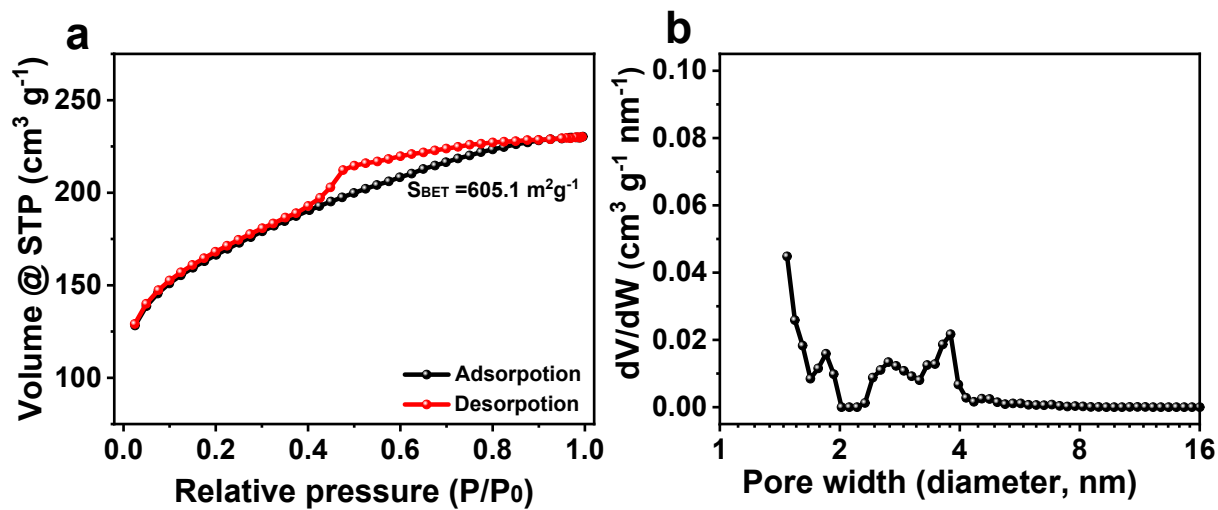 a
Volume @ STP (cm³ g⁻¹)
250
200
150
100
S_BET =605.1 m²g⁻¹
Adsorpotion
Desorpotion
0.0 0.2 0.4 0.6 0.8 1.0
Relative pressure (P/P₀)
b
dV/dW (cm³ g⁻¹ nm⁻¹)
0.10
0.08
0.06
0.04
0.02
0.00
1 2 4 8 16
Pore width (diameter, nm)